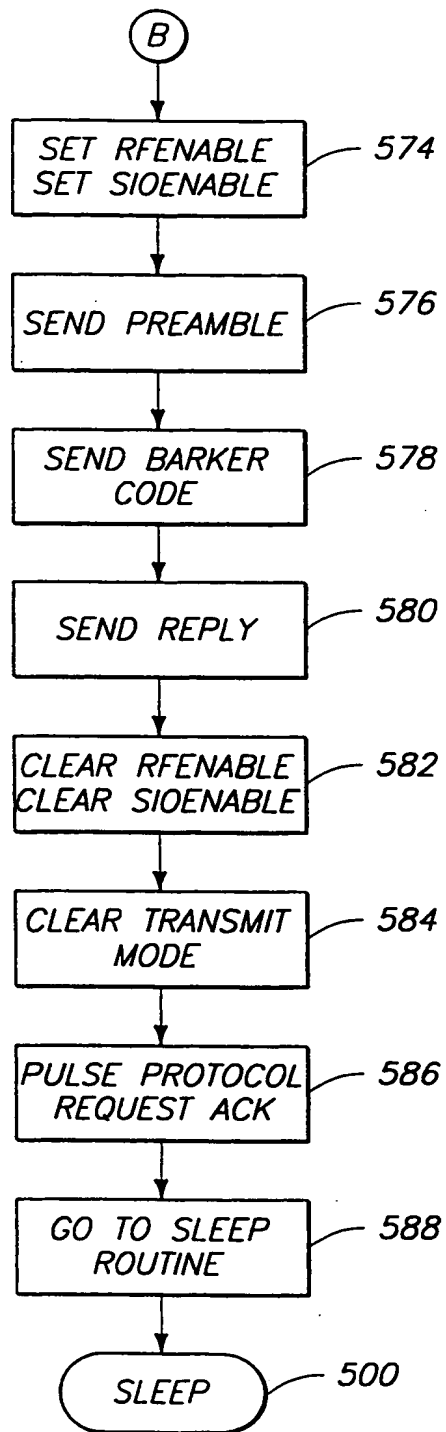 B
SET RFENABLE
SET SIOENABLE
574
SEND PREAMBLE
576
SEND BARKER
CODE
578
SEND REPLY
580
CLEAR RFENABLE
CLEAR SIOENABLE
582
CLEAR TRANSMIT
MODE
584
PULSE PROTOCOL
REQUEST ACK
586
GO TO SLEEP
ROUTINE
588
SLEEP
500